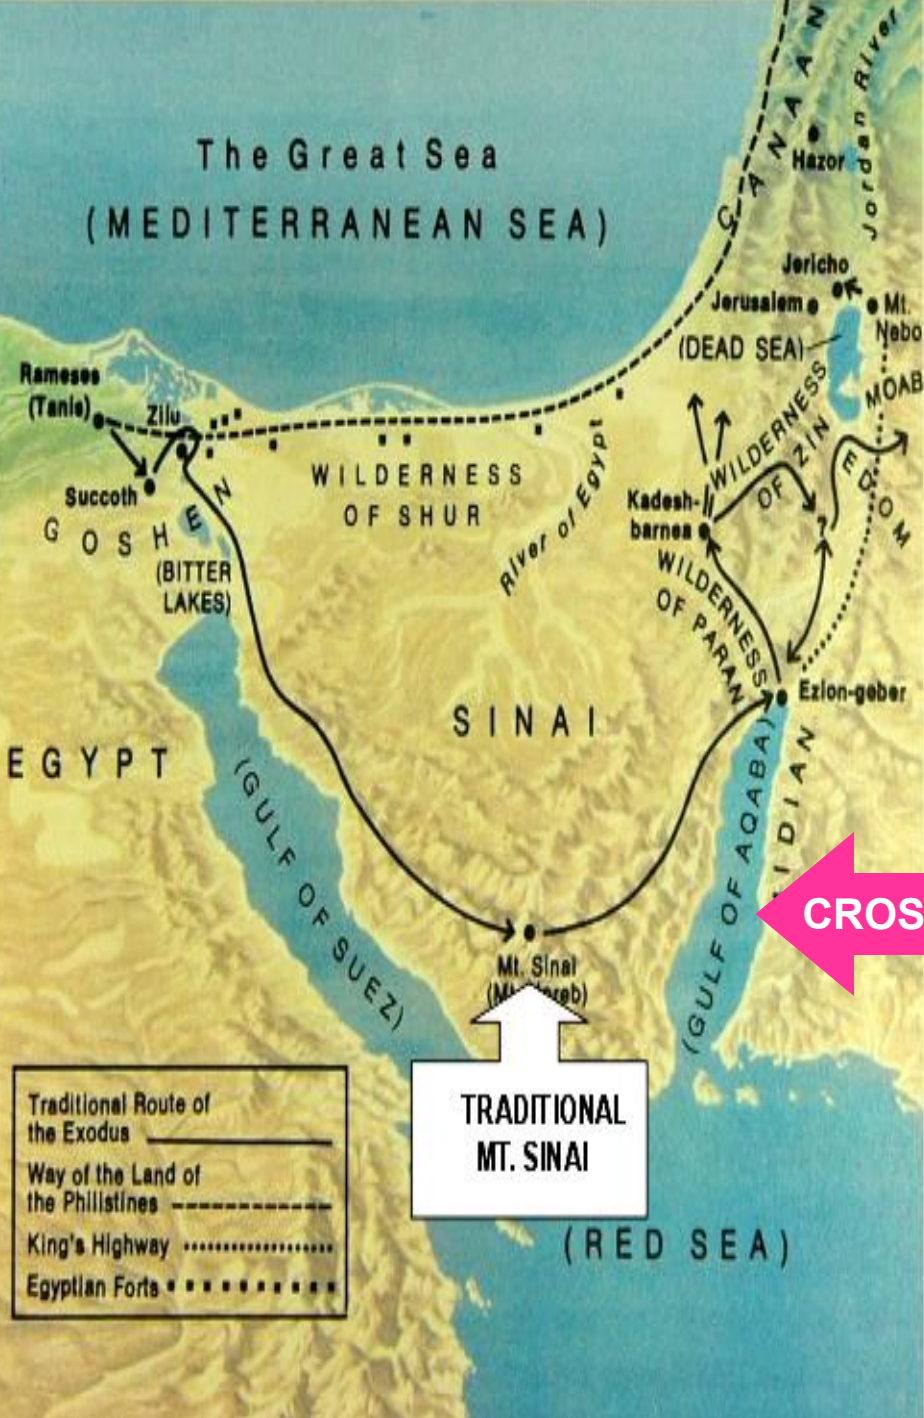 CANAAN
Jordan River
The Great Sea
(MEDITERRANEAN SEA)
Hazor
Jericho
Jerusalem
Mt.
Nebo
(DEAD SEA)
MOAB
Rameses
(Tanis)
Zilu
WILDERNESS
OF SHUR
River of Egypt
WILDERNESS
OF ZIN
EDOM
Succoth
GOSHEN
Kadesh-
barnea
(BITTER
LAKES)
WILDERNESS
OF PARAN
Ezion-geber
SINAI
EGYPT
(GULF OF SUEZ)
(GULF OF AQABA)
IDIAN
CROS
Mt. Sinai
(Mt. Horeb)
TRADITIONAL
MT. SINAI
Traditional Route of
the Exodus
Way of the Land of
the Philistines
King's Highway
Egyptian Forts
(RED SEA)
?